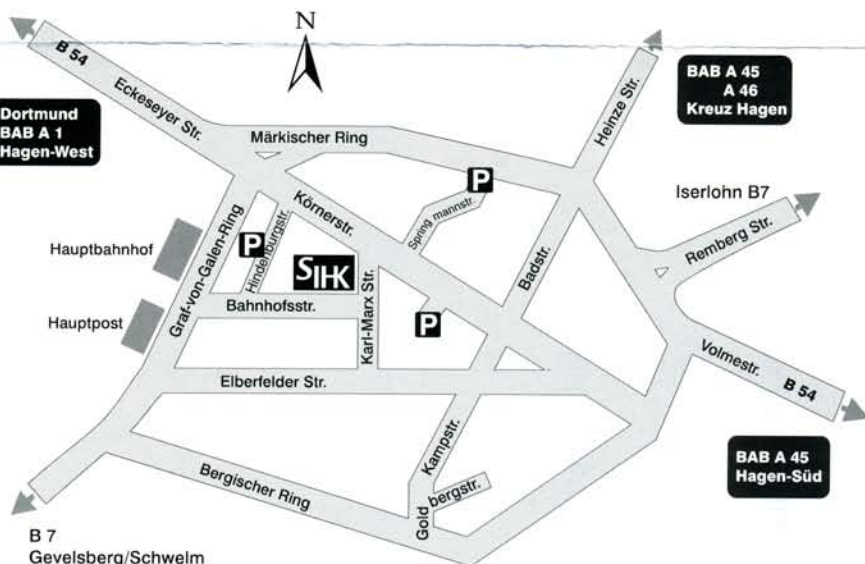 N
B 54
Eckeseyer Str.
Dortmund
BAB A 1
Hagen-West
Märkischer Ring
Heinze Str.
BAB A 45
A 46
Kreuz Hagen
Iserlohn B7
Remberg Str.
P
Körnerstr.
Spring mannstr.
Hauptbahnhof
Graf-von-Galen-Ring
P
Hindenburgstr.
SIHK
Badstr.
Bahnhofsstr.
Karl-Marx Str.
P
Hauptpost
Volmestr.
B 54
Elberfelder Str.
Kampstr.
Bergischer Ring
Gold
bergstr.
BAB A 45
Hagen-Süd
B 7
Gevelsberg/Schwelm